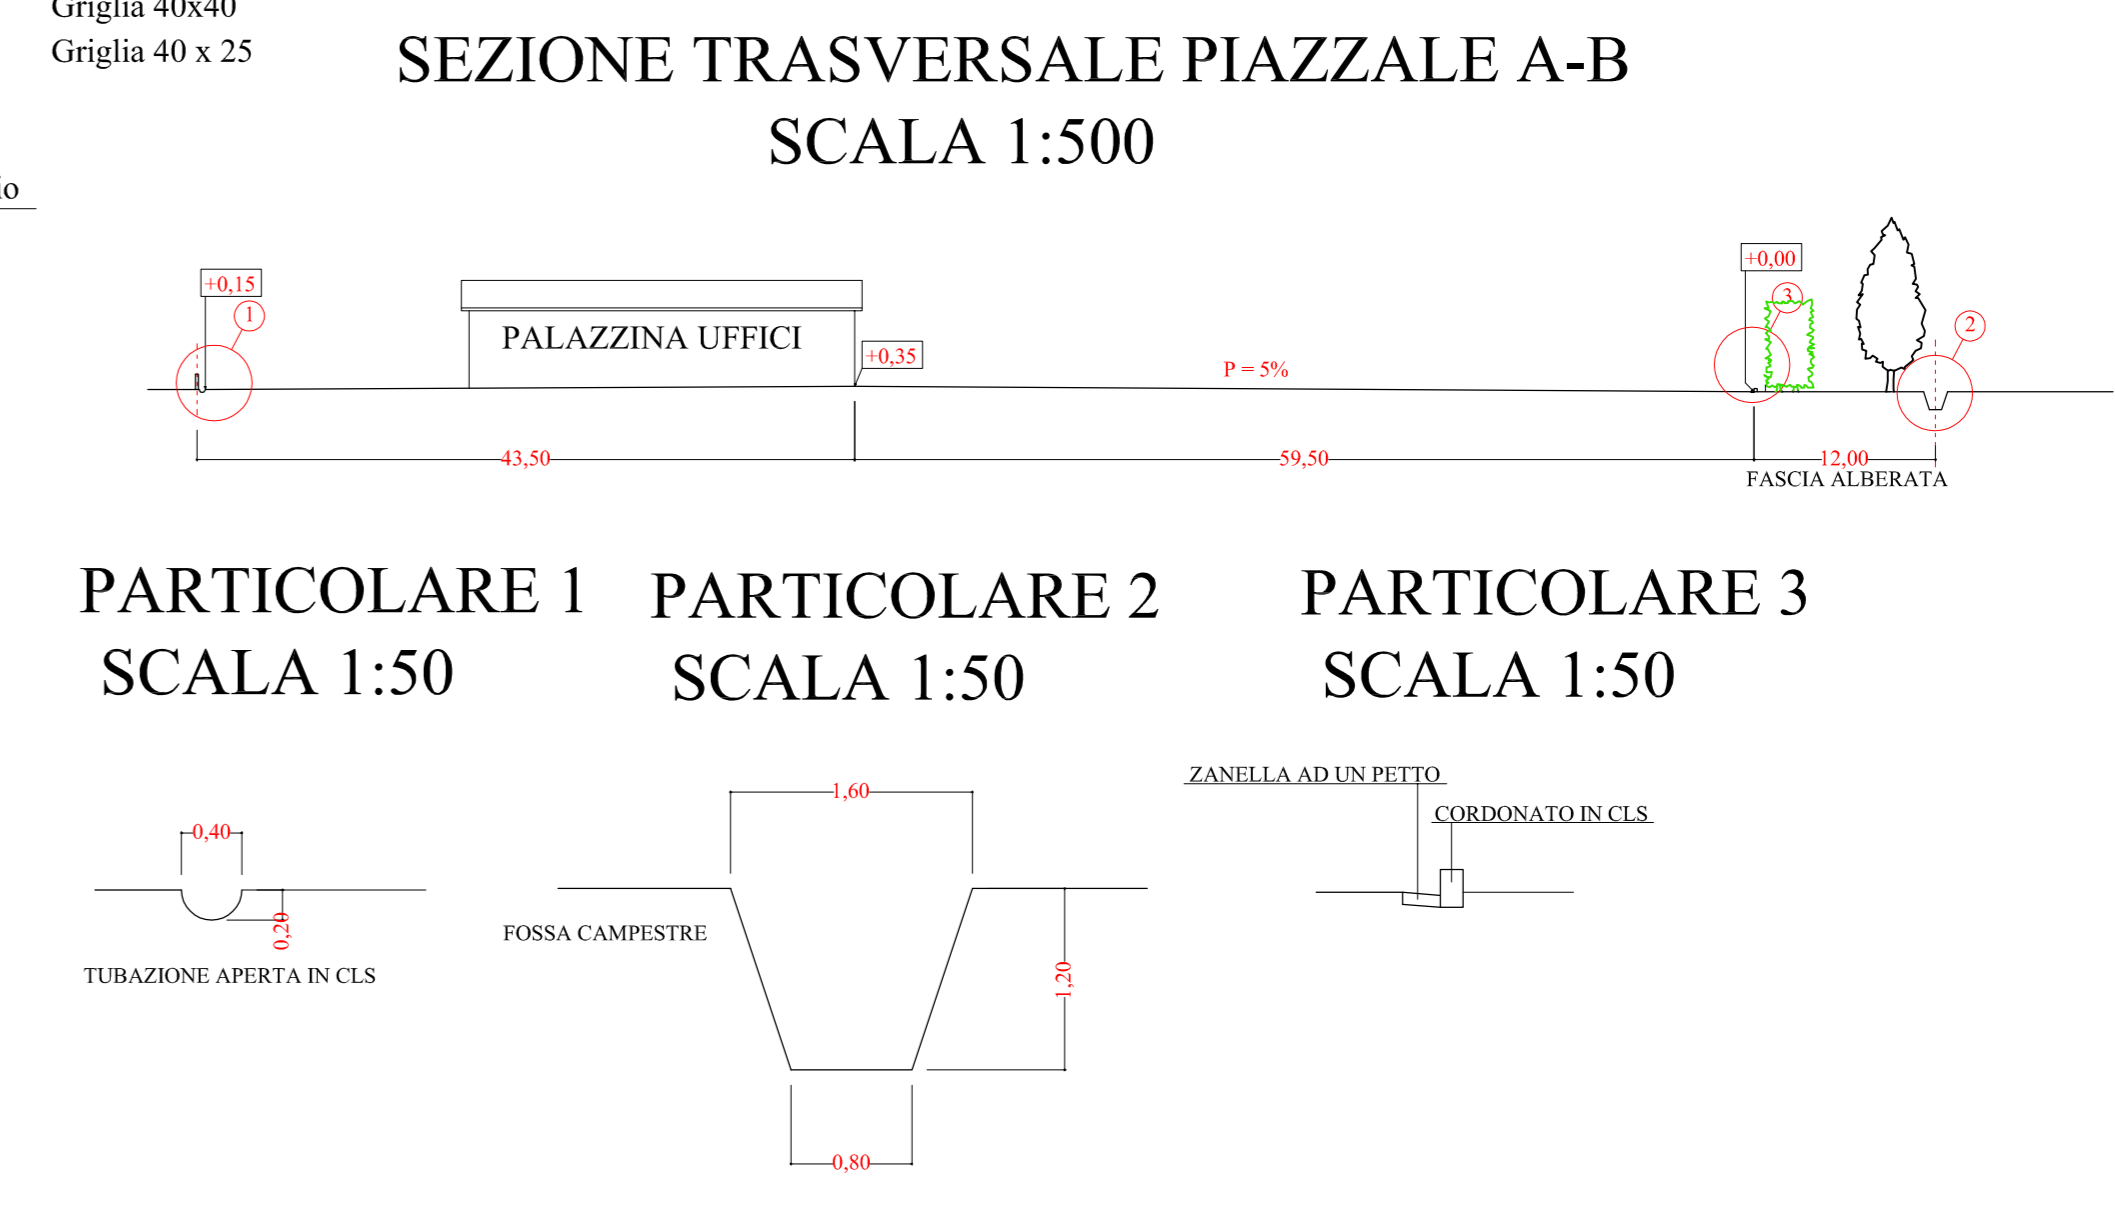 Griglia 40x40
Griglia 40 x 25
SEZIONE TRASVERSALE PIAZZALE A-B
SCALA 1:500
io
+0,15
1
PALAZZINA UFFICI
+0,35
P = 5%
+0,00
3
2
43,50
59,50
12,00
FASCIA ALBERATA
PARTICOLARE 1
SCALA 1:50
0,40
0,20
TUBAZIONE APERTA IN CLS
PARTICOLARE 2
SCALA 1:50
1,60
FOSSA CAMPESTRE
1,20
0,80
PARTICOLARE 3
SCALA 1:50
ZANELLA AD UN PETTO
CORDONATO IN CLS